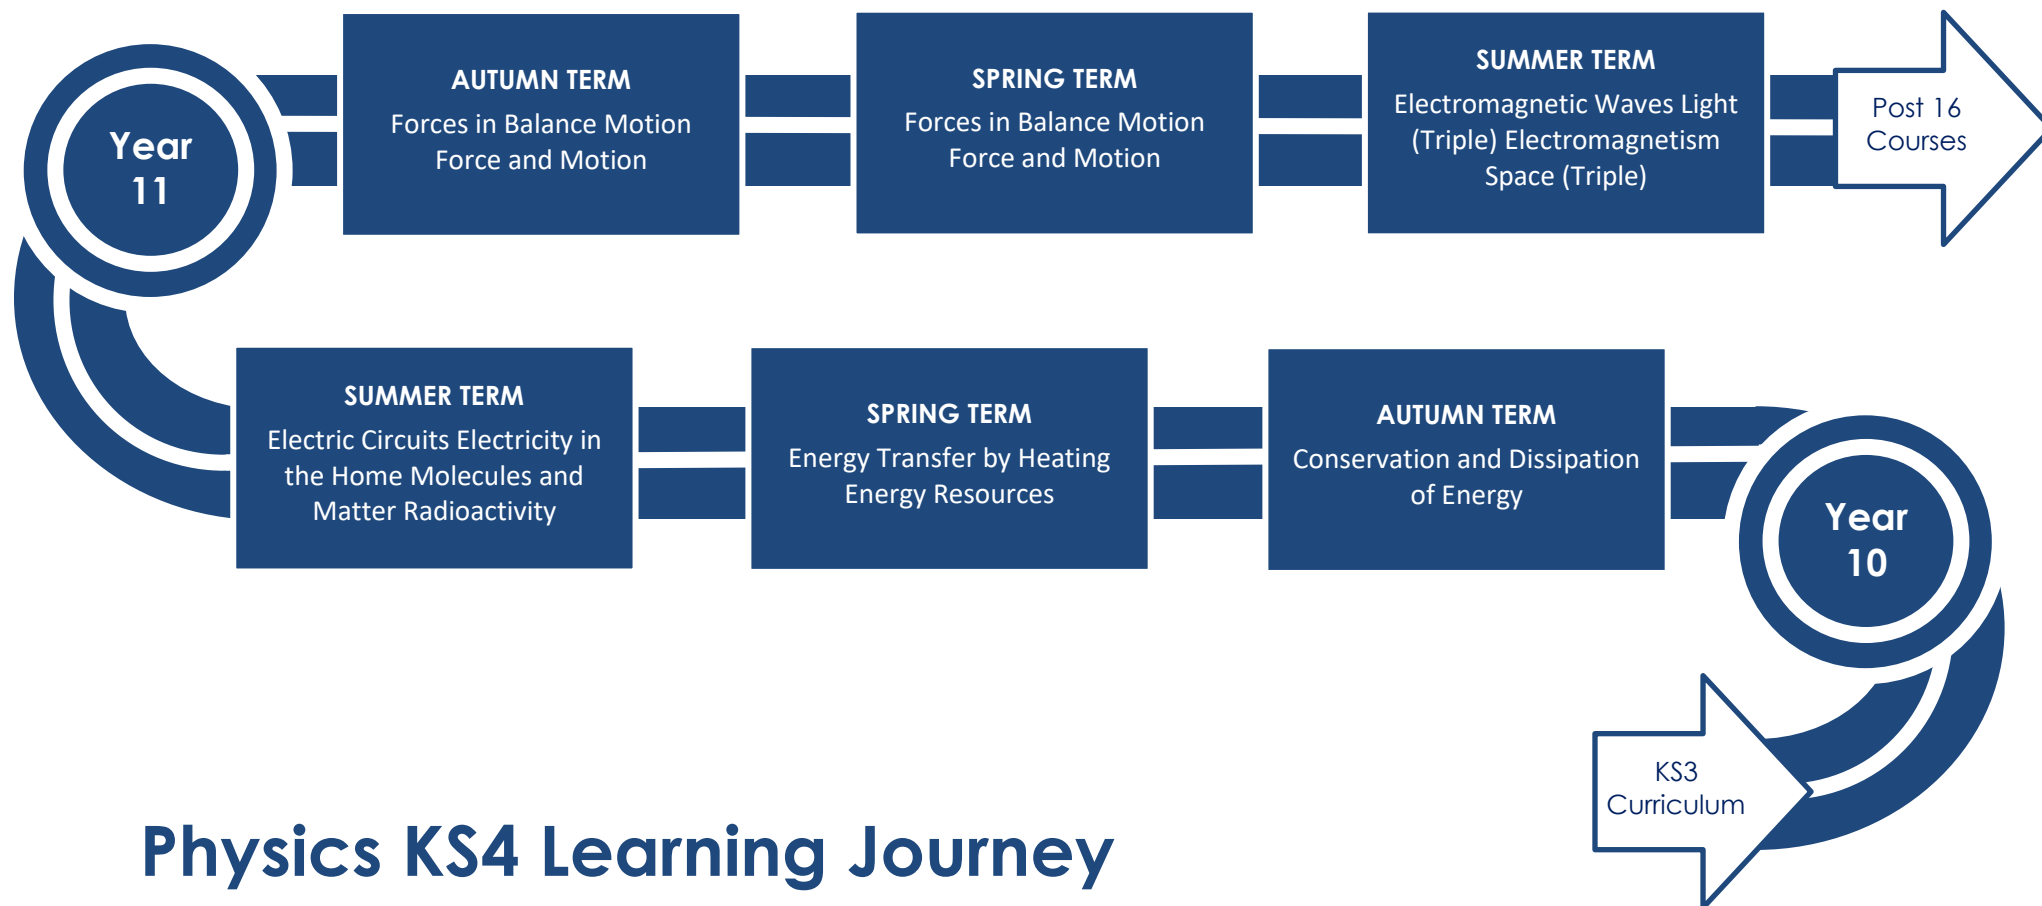 Year
11
AUTUMN TERM
Forces in Balance Motion
Force and Motion
SPRING TERM
Forces in Balance Motion
Force and Motion
SUMMER TERM
Electromagnetic Waves Light
(Triple) Electromagnetism
Space (Triple)
Post 16
Courses
SUMMER TERM
Electric Circuits Electricity in
the Home Molecules and
Matter Radioactivity
SPRING TERM
Energy Transfer by Heating
Energy Resources
AUTUMN TERM
Conservation and Dissipation
of Energy
Year
10
KS3
Curriculum
Physics KS4 Learning Journey